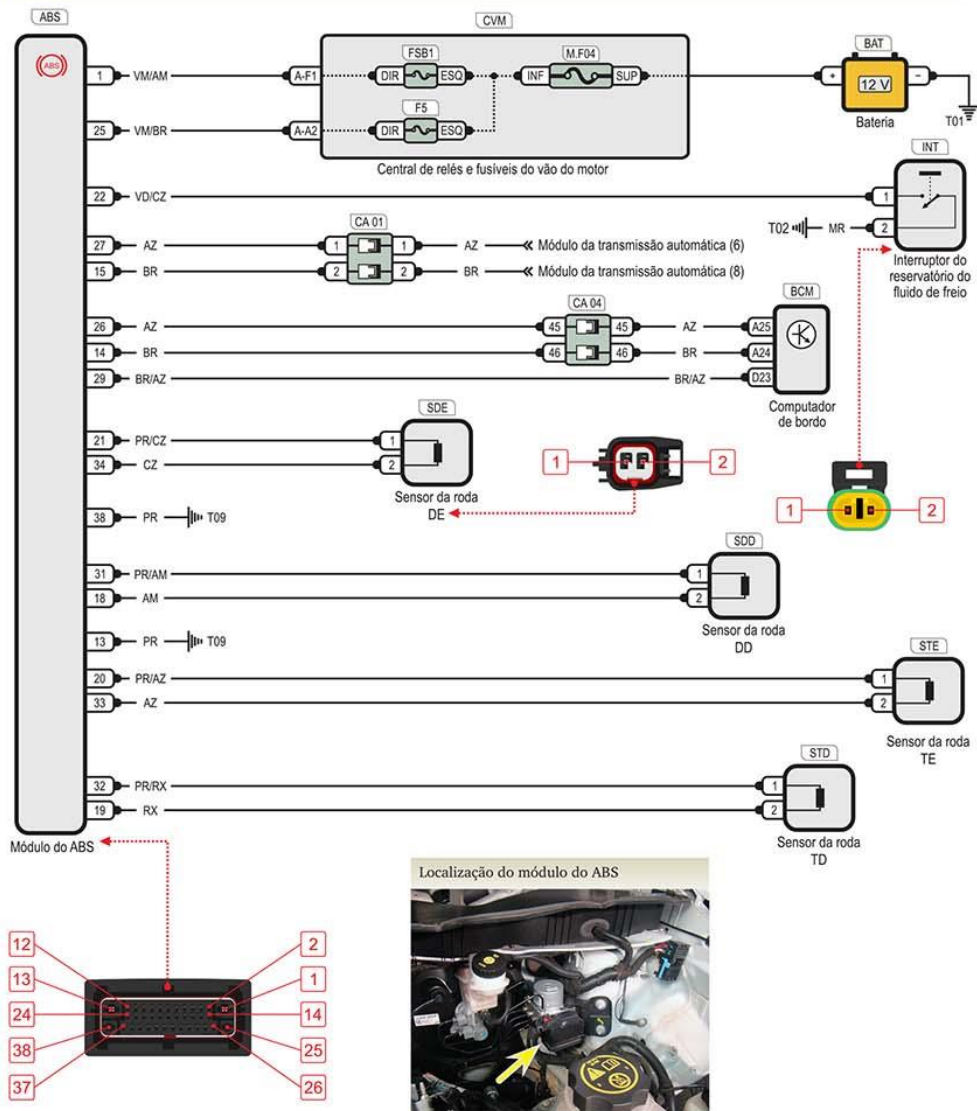 ABS
CVM
FSB1
M.F04
BAT
(ABS)
1 VM/AM A-F1 DIR ESQ INF SUP + 12 V −
F5
T01
25 VM/BR A-A2 DIR ESQ
Bateria
INT
Central de relés e fusíveis do vão do motor
22 VD/CZ 1
CA 01
T02 MR 2
27 AZ 1 1 AZ « Módulo da transmissão automática (6)
15 BR 2 2 BR « Módulo da transmissão automática (8)
Interruptor do
reservatório do
fluido de freio
CA 04
BCM
26 AZ 45 45 AZ A25
14 BR 46 46 BR A24
29 BR/AZ BR/AZ D23
Computador
de bordo
SDE
21 PR/CZ 1
34 CZ 2
1 2
Sensor da roda
DE
1 2
38 PR T09
SDD
31 PR/AM 1
18 AM 2
Sensor da roda
DD
13 PR T09
STE
20 PR/AZ 1
33 AZ 2
Sensor da roda
TE
STD
32 PR/RX 1
19 RX 2
Sensor da roda
TD
Módulo do ABS
Localização do módulo do ABS
12 2
13 1
24 14
38 25
37 26